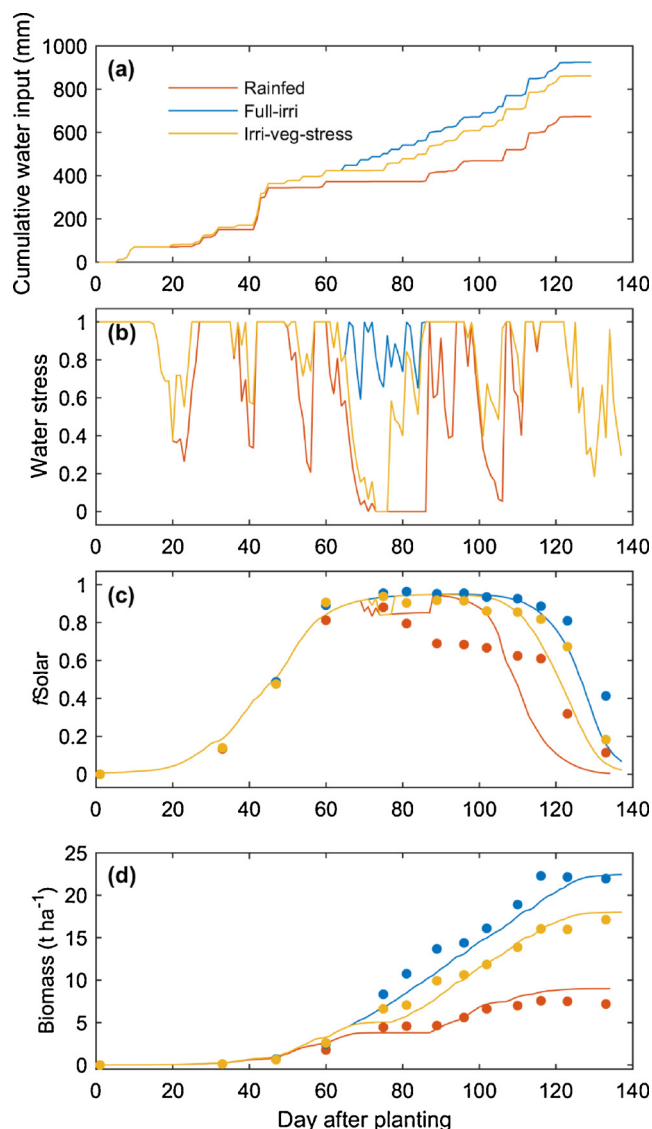 1000
800
600
400
200
0
Cumulative water input (mm)
(a)
Rainfed
Full-irri
Irri-veg-stress
0 20 40 60 80 100 120 140
1
0.8
0.6
0.4
0.2
0
Water stress
(b)
0 20 40 60 80 100 120 140
1
0.8
0.6
0.4
0.2
0
fSolar
(c)
0 20 40 60 80 100 120 140
25
20
15
10
5
0
Biomass (t ha⁻¹)
(d)
0 20 40 60 80 100 120 140
Day after planting